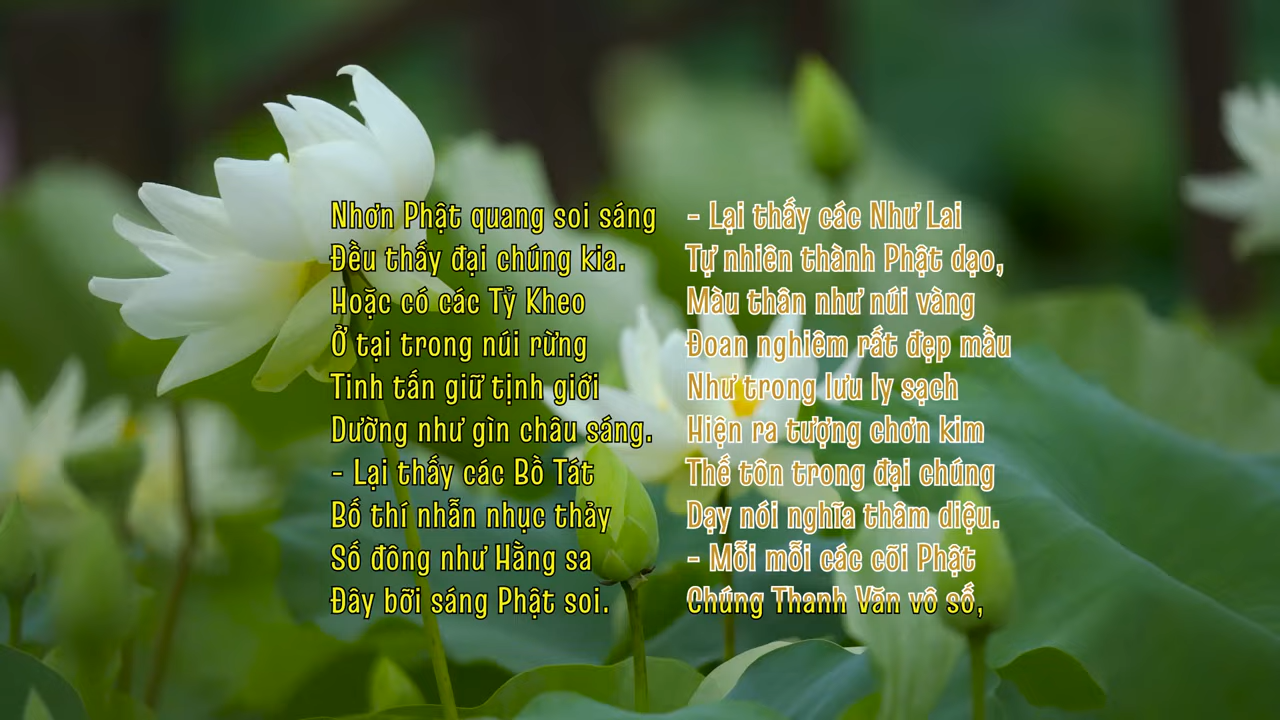 Nhơn Phật quang soi sáng
Đều thấy đại chúng kia.
Hoặc có các Tỷ Kheo
Ở tại trong núi rừng
Tinh tấn giữ tịnh giới
Dường như gìn châu sáng.
- Lại thấy các Bồ Tát
Bố thí nhẫn nhục thảy
Số đông như Hằng sa
Đây bỡi sáng Phật soi.
- Lại thấy các Như Lai
Tự nhiên thành Phật dạo,
Màu thân như núi vàng
Đoan nghiêm rất đẹp mầu
Như trong lưu ly sạch
Hiện ra tượng chơn kim
Thế tôn trong đại chúng
Dạy nói nghĩa thâm diệu.
- Mỗi mỗi các cõi Phật
Chúng Thanh Văn vô số,